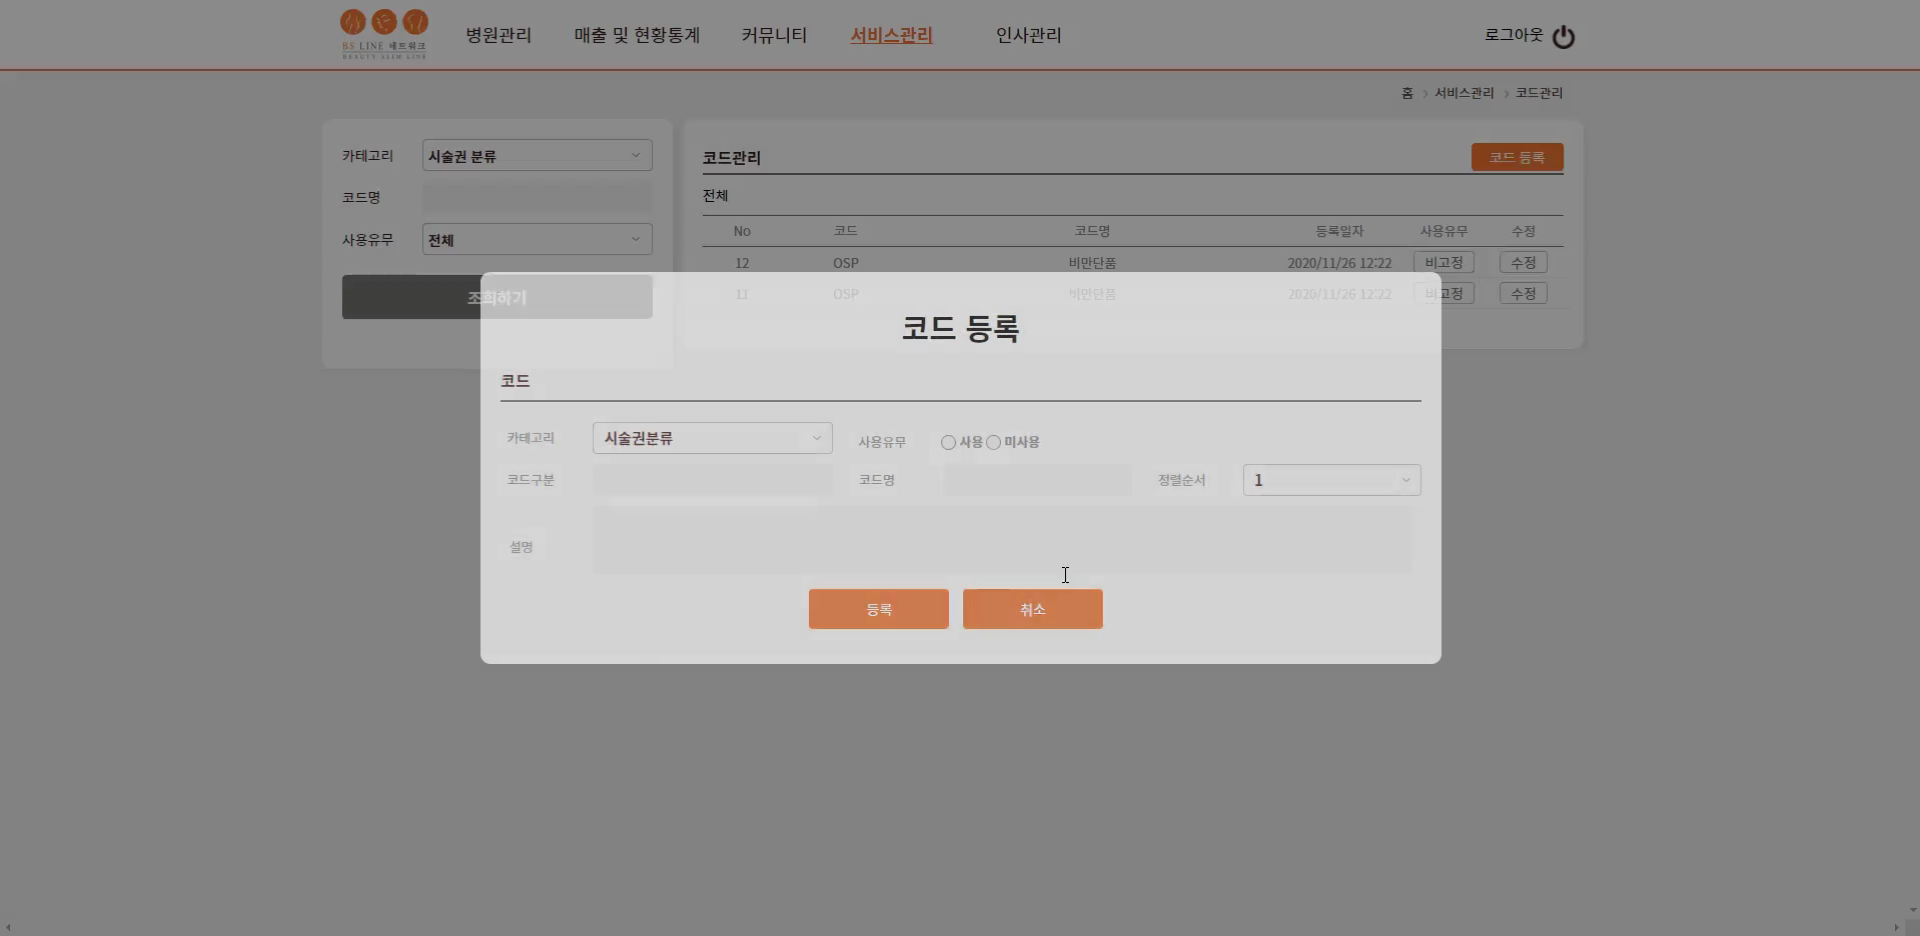 BS LINE 네트워크
BEAUTY SLIM LINE
병원관리 매출 및 현황통계 커뮤니티 서비스관리 인사관리 로그아웃
홈 > 서비스관리 > 코드관리
카테고리 시술권 분류
코드명
사용유무 전체
조회하기
코드관리 코드 등록
전체
No 코드 코드명 등록일자 사용유무 수정
12 OSP 비만단품 2020/11/26 12:22 비고정 수정
11 OSP 비만단품 2020/11/26 12:22 비고정 수정
코드 등록
코드
카테고리 시술권분류 사용유무 사용 미사용
코드구분 코드명 정렬순서 1
설명
등록 취소